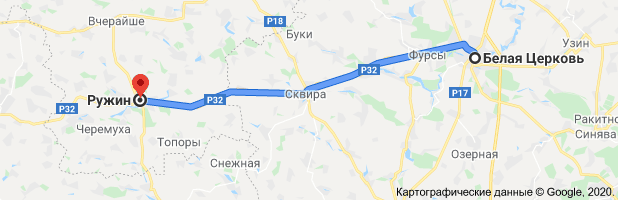 Вчерайше
Р18
Буки
Р32
Фурсы
Белая Церковь
Узин
Р32
Ружин
Р32
Сквира
Р17
Черемуха
Ракитно
Синява
Топоры
Снежная
Озерная
Картографические данные © Google, 2020.